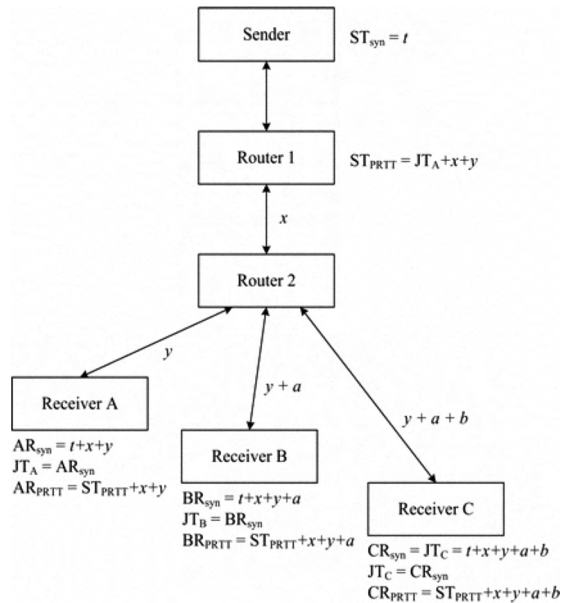 Sender
ST_syn = t
Router 1
ST_PRTT = JT_A+x+y
x
Router 2
y
y + a
y + a + b
Receiver A
AR_syn = t+x+y
JT_A = AR_syn
AR_PRTT = ST_PRTT+x+y
Receiver B
BR_syn = t+x+y+a
JT_B = BR_syn
BR_PRTT = ST_PRTT+x+y+a
Receiver C
CR_syn = JT_C = t+x+y+a+b
JT_C = CR_syn
CR_PRTT = ST_PRTT+x+y+a+b